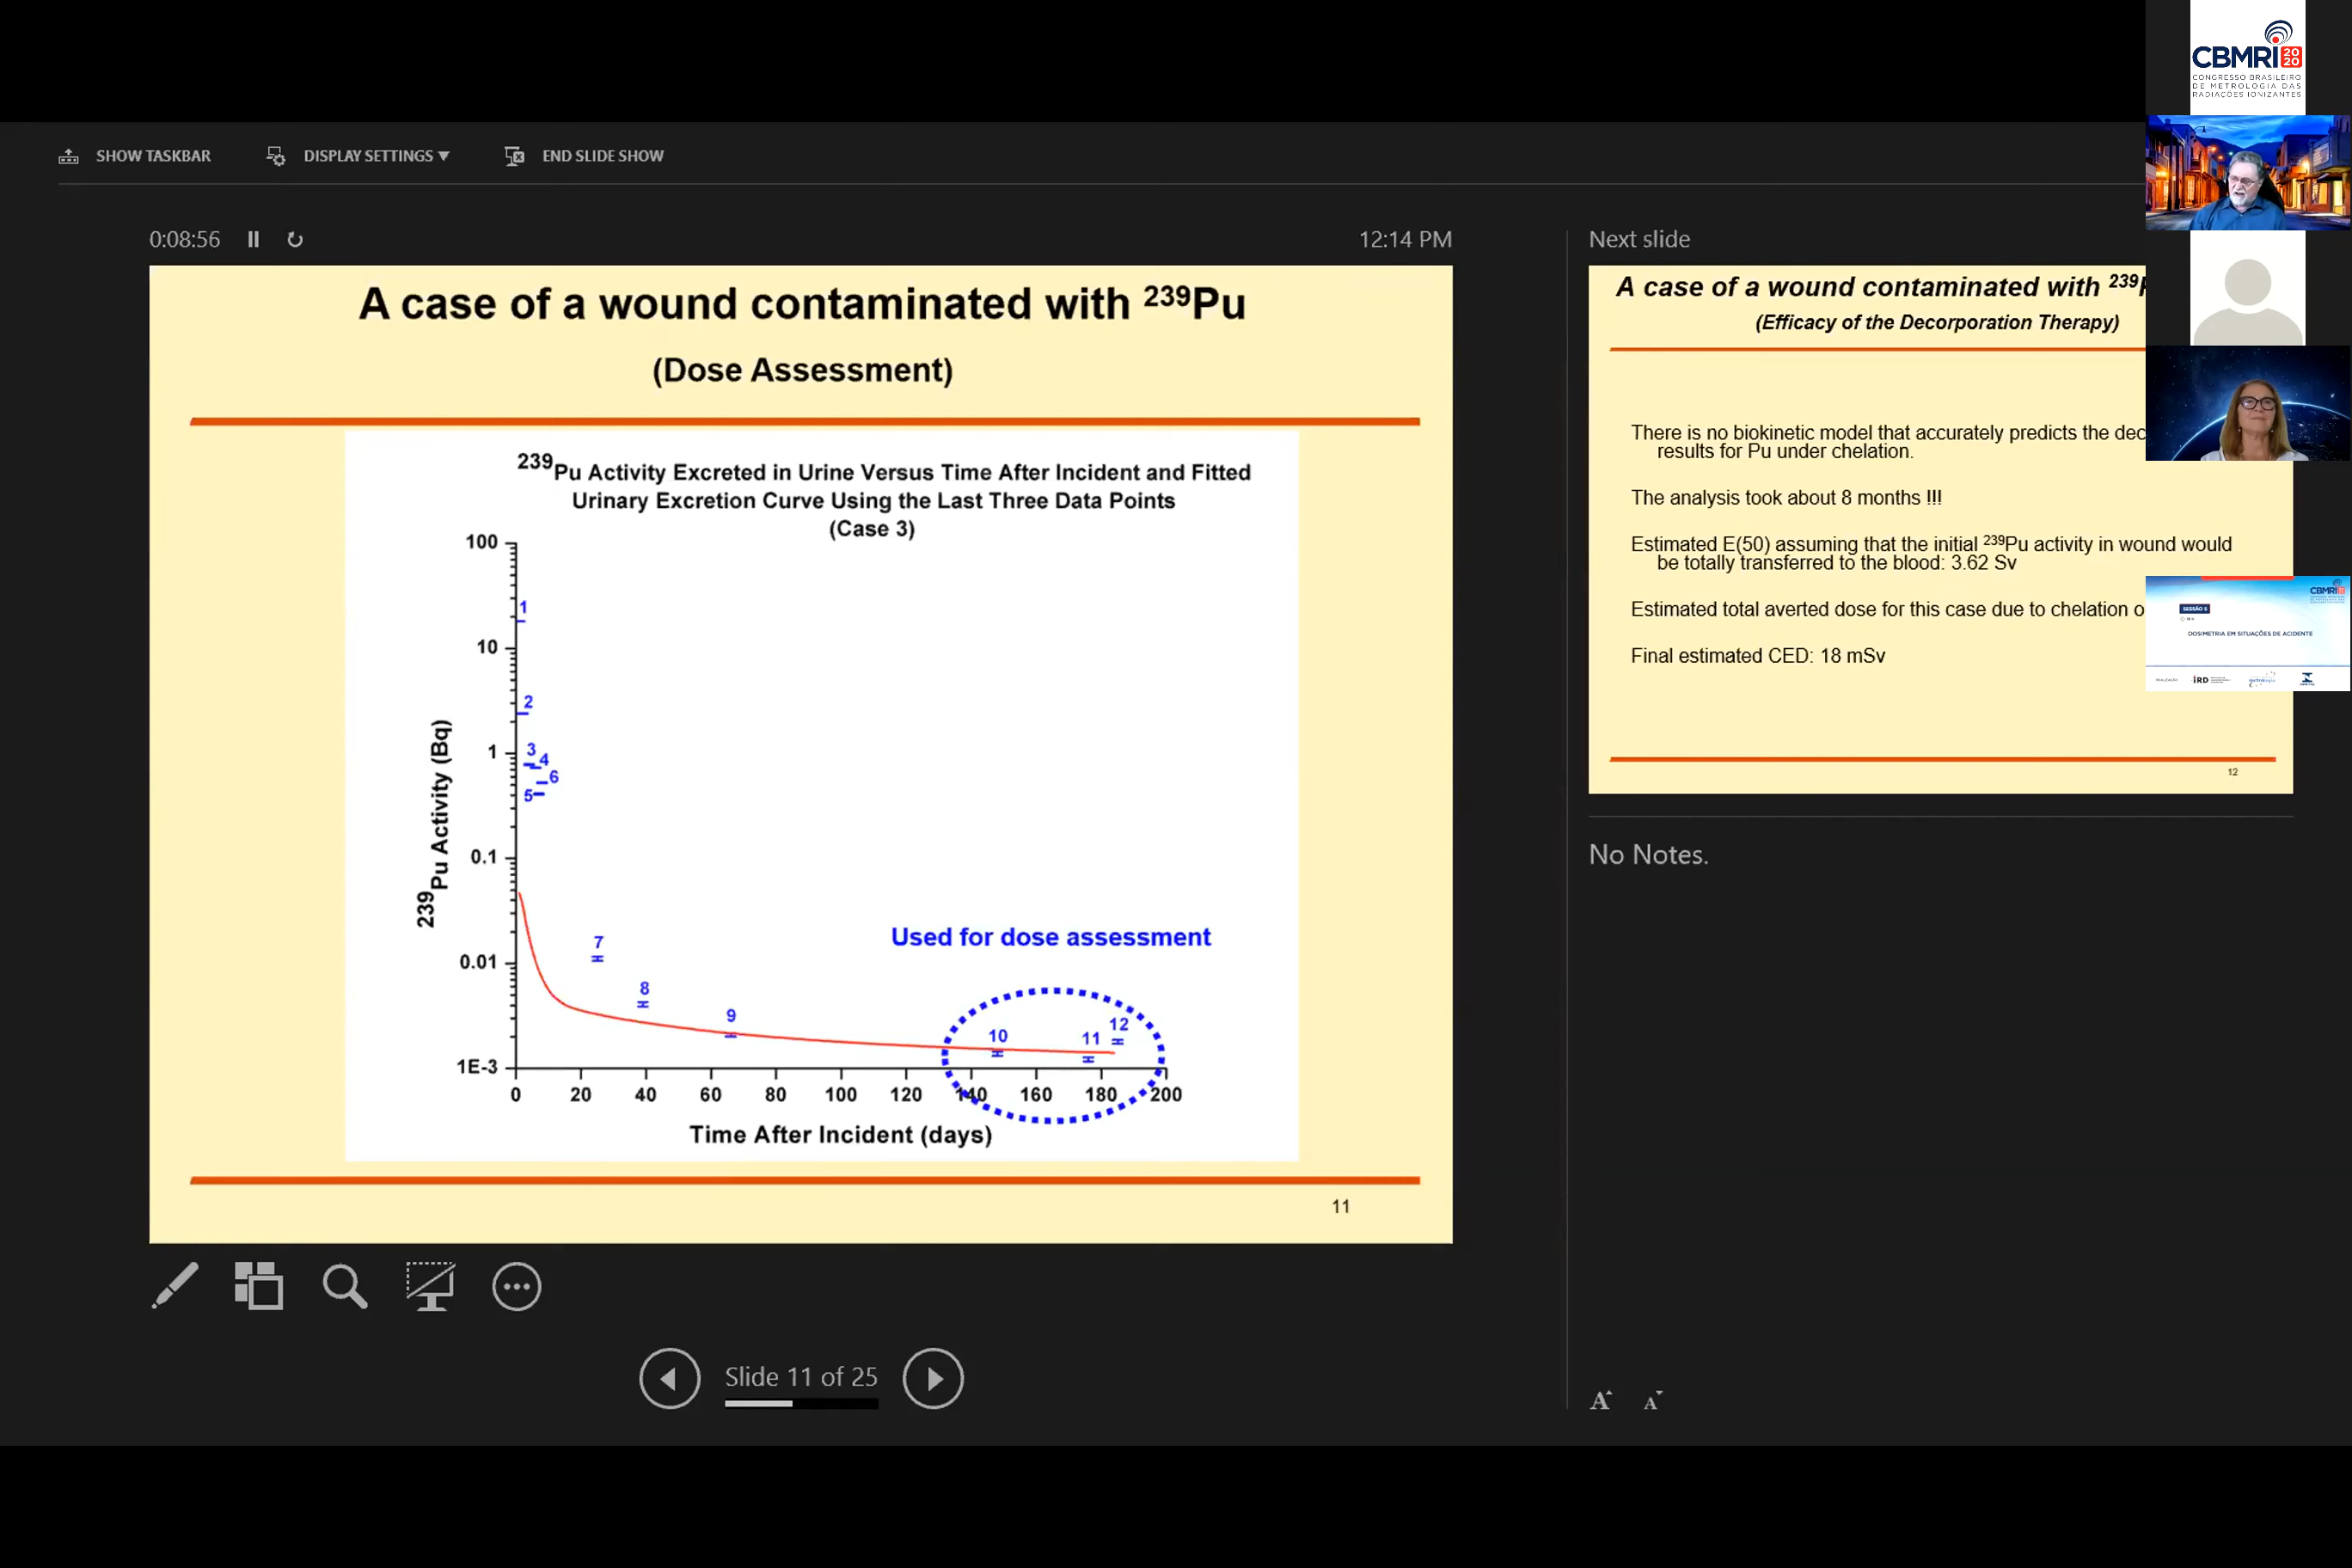 SHOW TASKBAR
DISPLAY SETTINGS ▼
END SLIDE SHOW
0:08:56
12:14 PM
A case of a wound contaminated with ²³⁹Pu
(Dose Assessment)
²³⁹Pu Activity Excreted in Urine Versus Time After Incident and Fitted
Urinary Excretion Curve Using the Last Three Data Points
(Case 3)
²³⁹Pu Activity (Bq)
100
10
1
0.1
0.01
1E-3
1
2
3
4
6
5
7
8
9
10
11
12
Used for dose assessment
0 20 40 60 80 100 120 140 160 180 200
Time After Incident (days)
11
Slide 11 of 25
Next slide
A case of a wound contaminated with ²³⁹
(Efficacy of the Decorporation Therapy)
There is no biokinetic model that accurately predicts the
results for Pu under chelation.
The analysis took about 8 months !!!
Estimated E(50) assuming that the initial ²³⁹Pu activity in wound would
be totally transferred to the blood: 3.62 Sv
Estimated total averted dose for this case due to chelation
Final estimated CED: 18 mSv
12
No Notes.
A A
CBMRI 2020
CONGRESSO BRASILEIRO
DE METROLOGIA DAS
RADIAÇÕES IONIZANTES
CBMRI
SESSÃO 5
DOSIMETRIA EM SITUAÇÕES DE ACIDENTE
REALIZAÇÃO
IRD